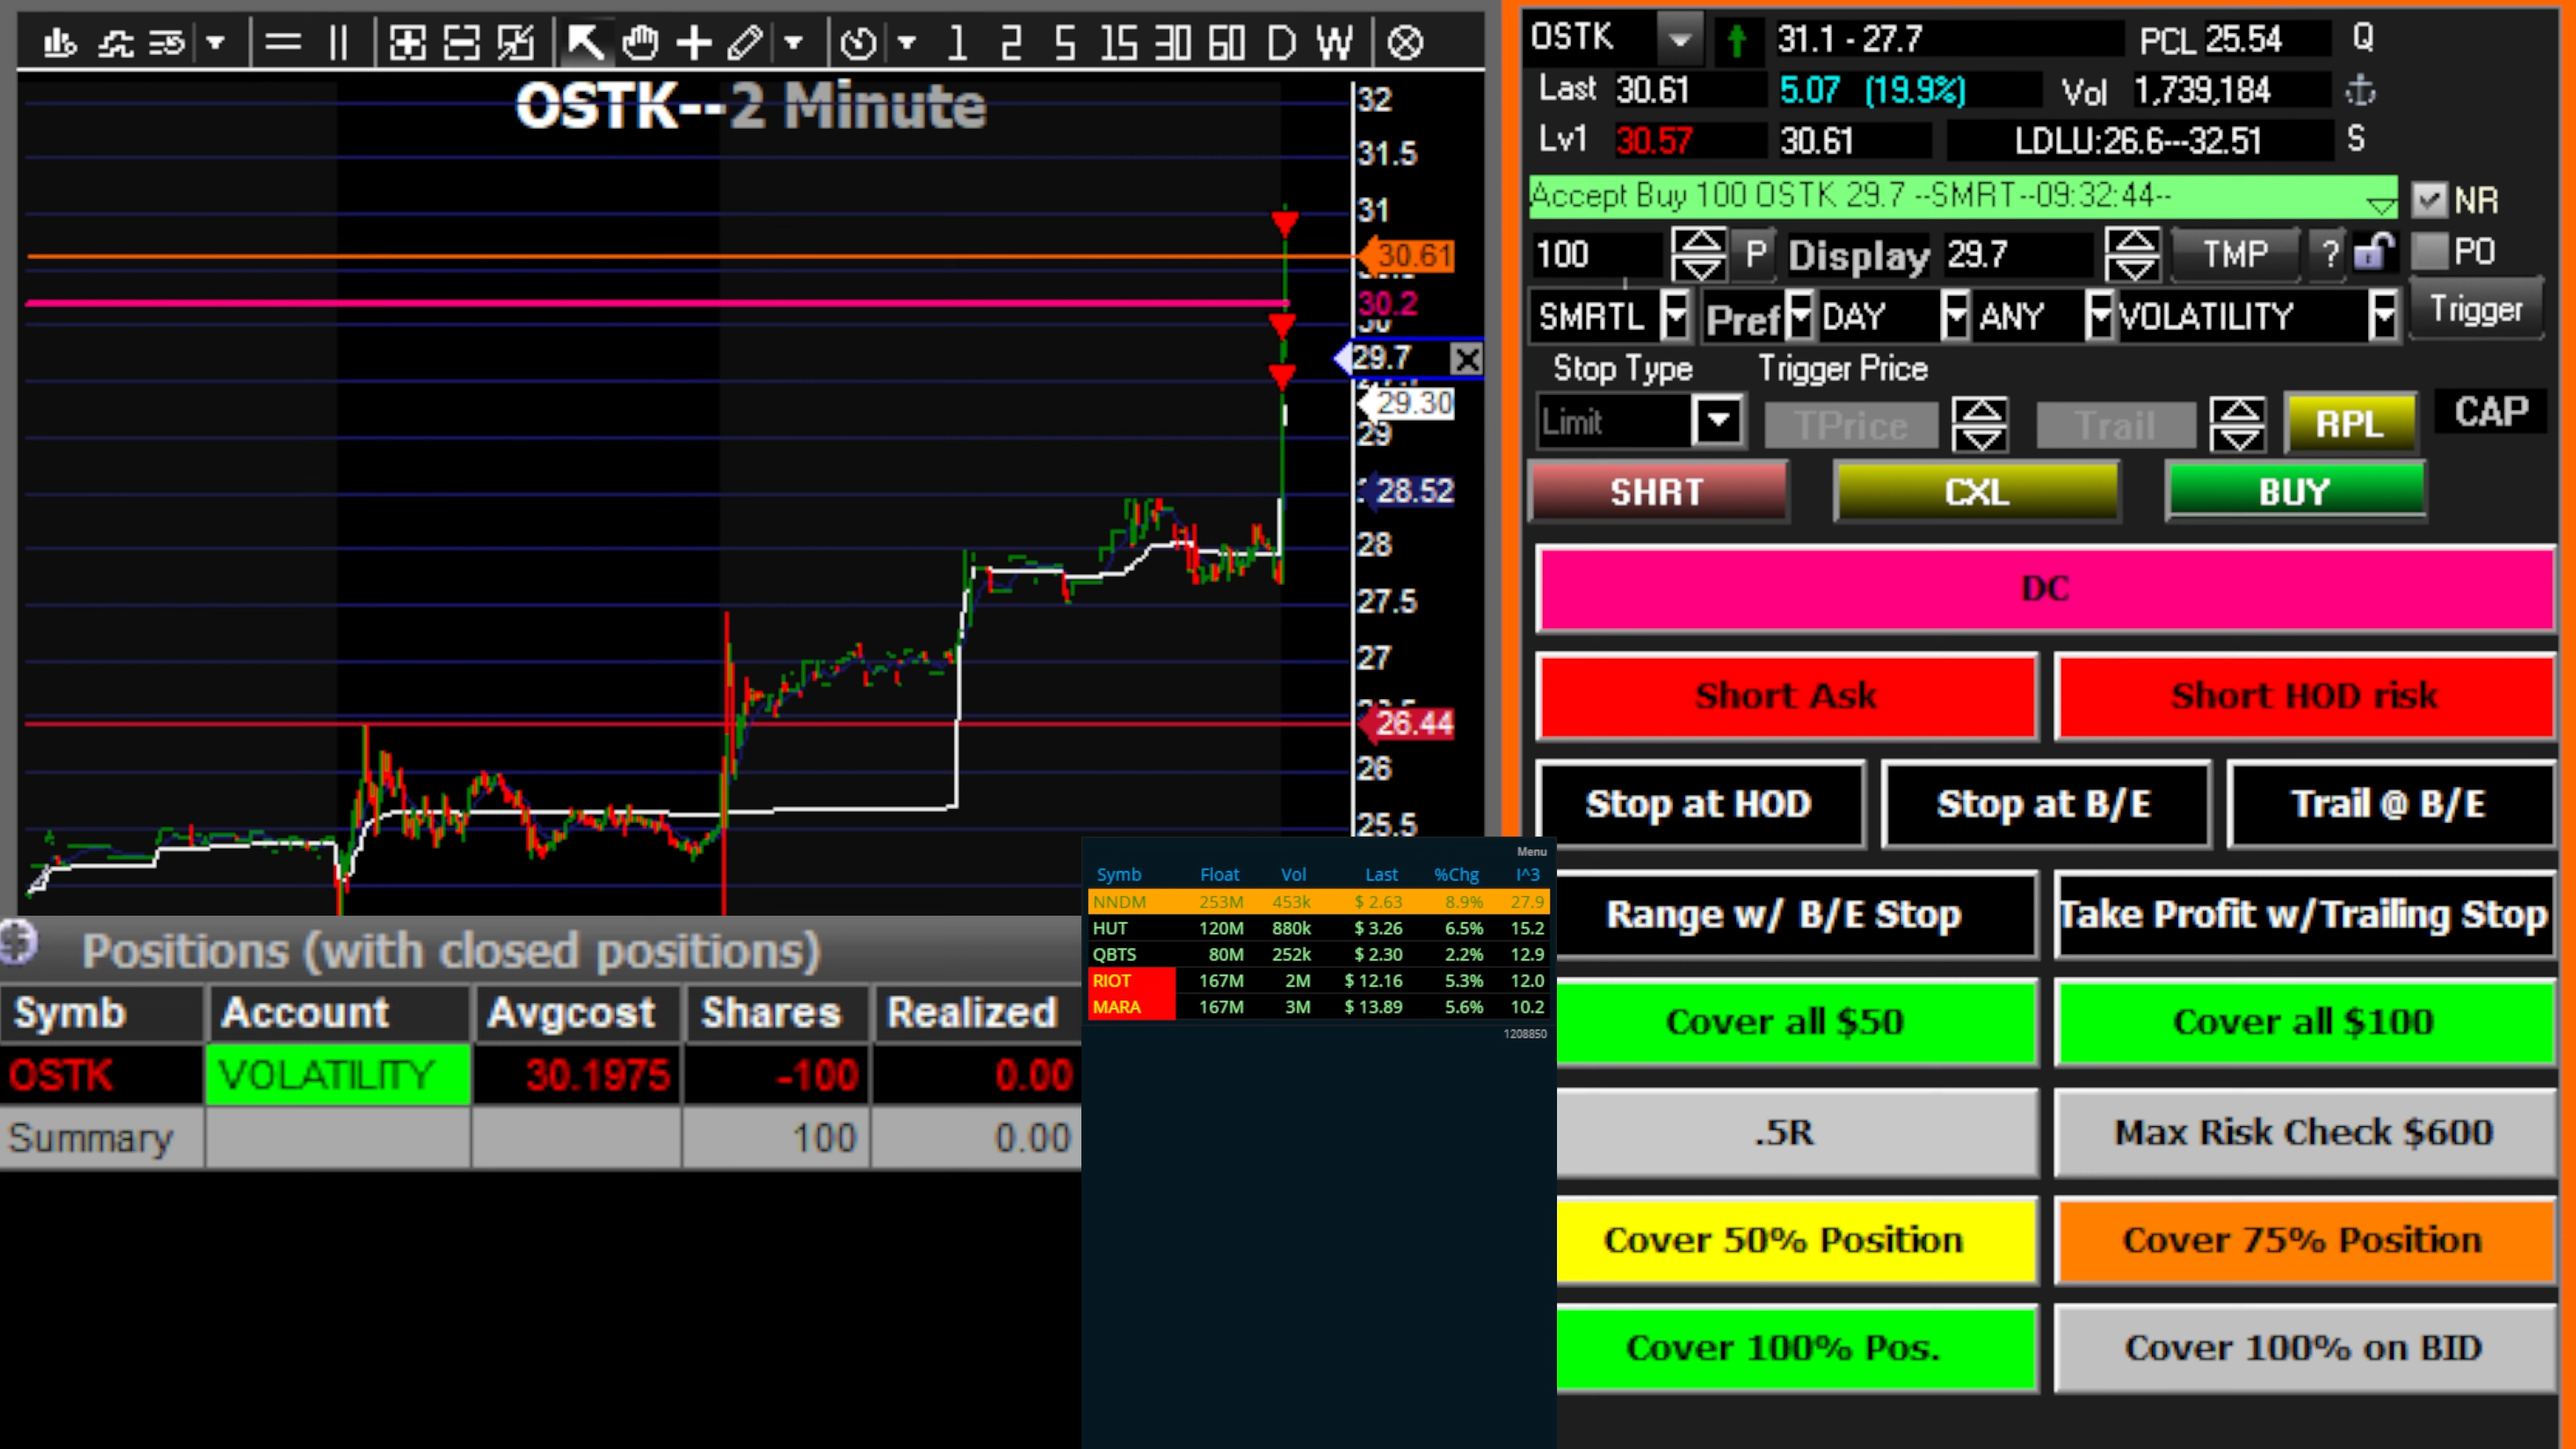 1 2 5 15 30 60 D W
OSTK--2 Minute
32
31.5
31
30.61
30.2
30
29.7
29.30
29
28.52
28
27.5
27
26.44
26
25.5
OSTK 31.1 - 27.7 PCL 25.54 Q
Last 30.61 5.07 (19.9%) Vol 1,739,184
Lv1 30.57 30.61 LDLU:26.6---32.51 S
Accept Buy 100 OSTK 29.7 --SMRT--09:32:44-- NR
100 P Display 29.7 TMP ? PO
SMRTL Pref DAY ANY VOLATILITY Trigger
Stop Type Trigger Price
Limit TPrice Trail RPL CAP
SHRT CXL BUY
DC
Short Ask Short HOD risk
Stop at HOD Stop at B/E Trail @ B/E
Range w/ B/E Stop Take Profit w/Trailing Stop
Cover all $50 Cover all $100
.5R Max Risk Check $600
Cover 50% Position Cover 75% Position
Cover 100% Pos. Cover 100% on BID
Positions (with closed positions)
Symb Account Avgcost Shares Realized
OSTK VOLATILITY 30.1975 -100 0.00
Summary 100 0.00
Menu
Symb Float Vol Last %Chg I^3
NNDM 253M 453k $ 2.63 8.9% 27.9
HUT 120M 880k $ 3.26 6.5% 15.2
QBTS 80M 252k $ 2.30 2.2% 12.9
RIOT 167M 2M $ 12.16 5.3% 12.0
MARA 167M 3M $ 13.89 5.6% 10.2
1208850